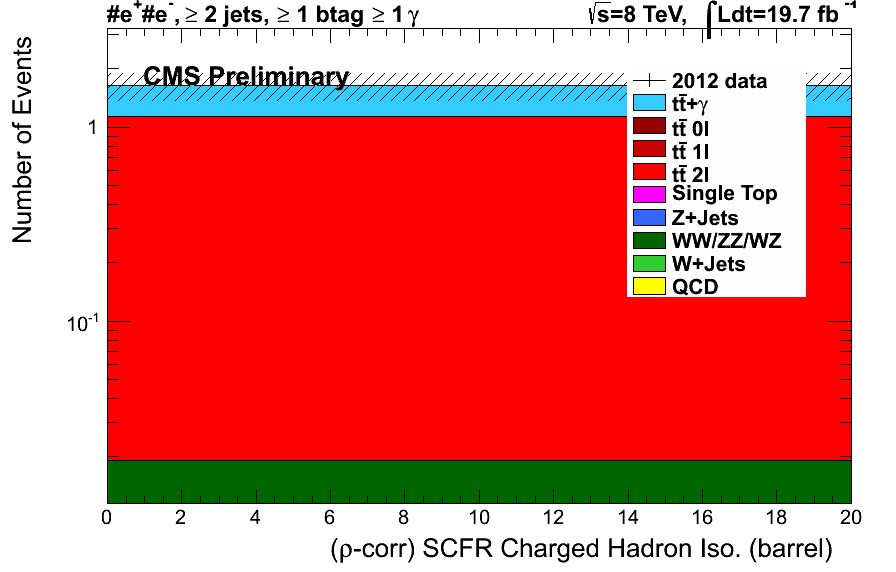 #e⁺#e⁻, ≥ 2 jets, ≥ 1 btag ≥ 1 γ
√s=8 TeV, ∫Ldt=19.7 fb⁻¹
CMS Preliminary
2012 data
tt̄+γ
tt̄ 0l
tt̄ 1l
tt̄ 2l
Single Top
Z+Jets
WW/ZZ/WZ
W+Jets
QCD
Number of Events
1
10⁻¹
0 2 4 6 8 10 12 14 16 18 20
(ρ-corr) SCFR Charged Hadron Iso. (barrel)